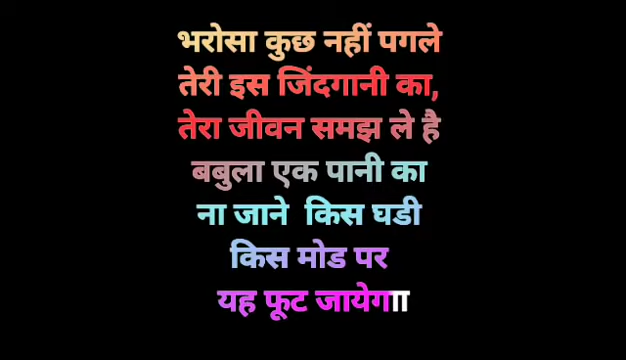 भरोसा कुछ नहीं पगले
तेरी इस जिंदगानी का,
तेरा जीवन समझ ले है
बबुला एक पानी का
ना जाने किस घडी
किस मोड पर
यह फूट जायेगा